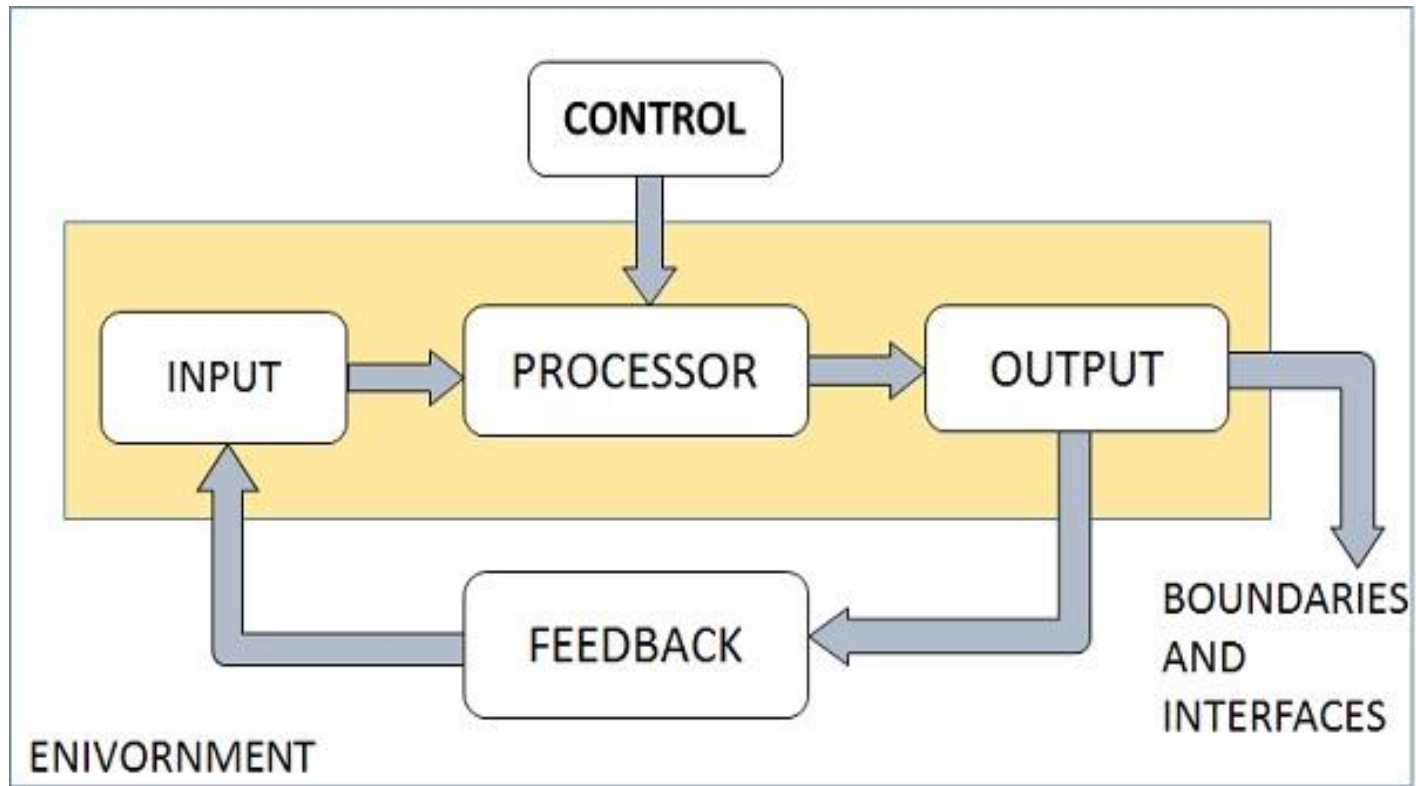 CONTROL
INPUT
PROCESSOR
OUTPUT
FEEDBACK
BOUNDARIES
AND
INTERFACES
ENIVORNMENT